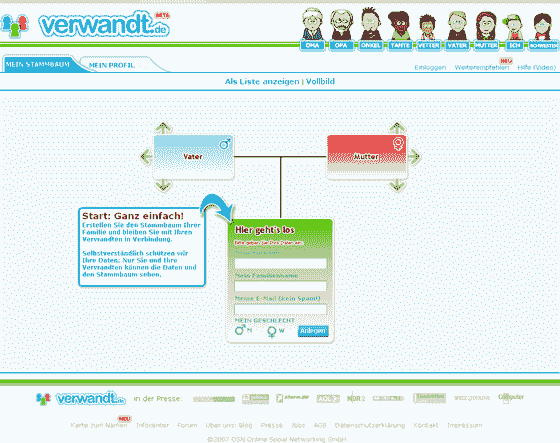 verwandt.de BETA
OMA OPA ONKEL TANTE VETTER VATER MUTTER ICH SCHWESTER
MEIN STAMMBAUM MEIN PROFIL
Einloggen Weiterempfehlen NEU Hilfe (Video)
Als Liste anzeigen | Vollbild
Vater
Mutter
Start: Ganz einfach!
Erstellen Sie den Stammbaum Ihrer
Familie und bleiben Sie mit Ihren
Verwandten in Verbindung.
Selbstverständlich schützen wir
Ihre Daten: Nur Sie und Ihre
Verwandten können die Daten und
den Stammbaum sehen.
Hier geht's los
Mein Familienname
Meine E-Mail (kein Spam!)
MEIN GESCHLECHT
M W Anlegen
verwandt.de in der Presse: NDR 2 Computer
NEU
Karte zum Namen Infocenter Forum Über uns Blog Presse Jobs AGB Datenschutzerklärung Kontakt Impressum
©2007 OSN Online Social Networking GmbH